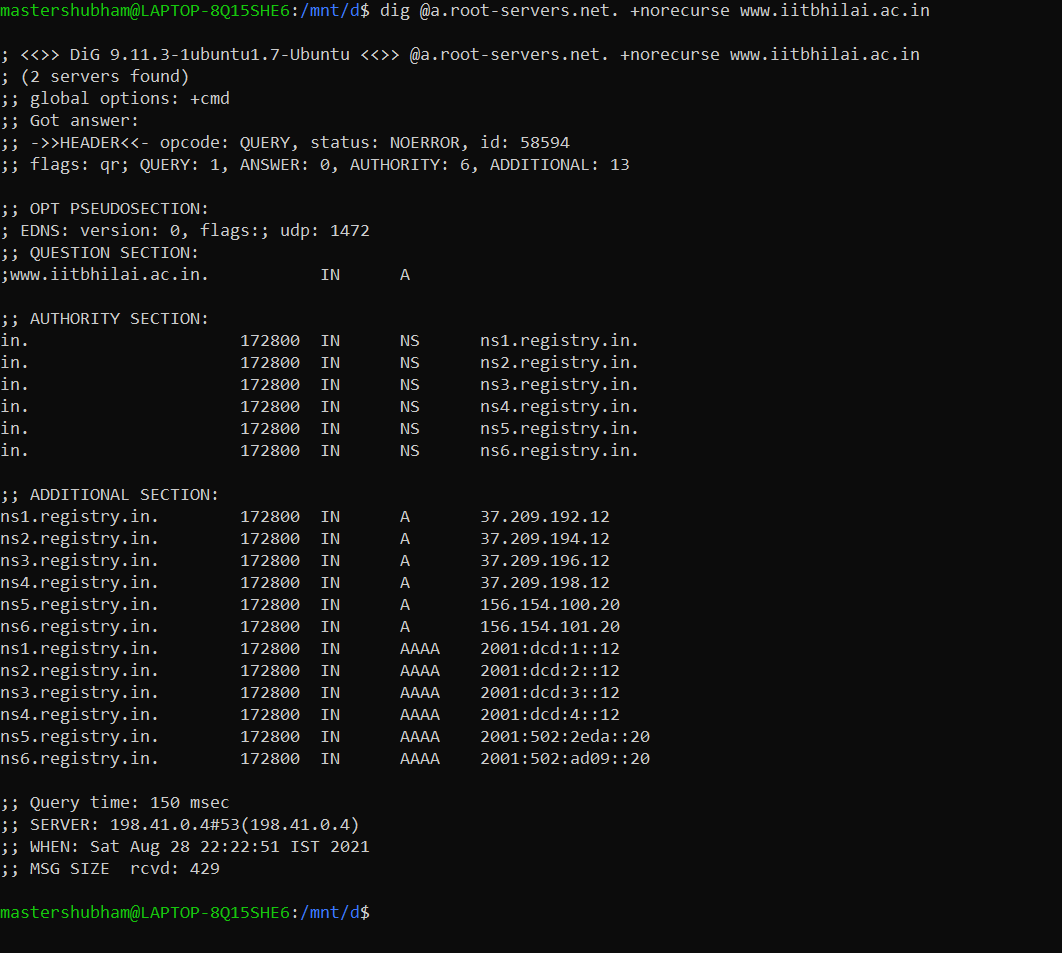 mastershubham@LAPTOP-8Q15SHE6:/mnt/d$ dig @a.root-servers.net. +norecurse www.iitbhilai.ac.in
; <<>> DiG 9.11.3-1ubuntu1.7-Ubuntu <<>> @a.root-servers.net. +norecurse www.iitbhilai.ac.in
; (2 servers found)
;; global options: +cmd
;; Got answer:
;; ->>HEADER<<- opcode: QUERY, status: NOERROR, id: 58594
;; flags: qr; QUERY: 1, ANSWER: 0, AUTHORITY: 6, ADDITIONAL: 13
;; OPT PSEUDOSECTION:
; EDNS: version: 0, flags:; udp: 1472
;; QUESTION SECTION:
;www.iitbhilai.ac.in. IN A
;; AUTHORITY SECTION:
in. 172800 IN NS ns1.registry.in.
in. 172800 IN NS ns2.registry.in.
in. 172800 IN NS ns3.registry.in.
in. 172800 IN NS ns4.registry.in.
in. 172800 IN NS ns5.registry.in.
in. 172800 IN NS ns6.registry.in.
;; ADDITIONAL SECTION:
ns1.registry.in. 172800 IN A 37.209.192.12
ns2.registry.in. 172800 IN A 37.209.194.12
ns3.registry.in. 172800 IN A 37.209.196.12
ns4.registry.in. 172800 IN A 37.209.198.12
ns5.registry.in. 172800 IN A 156.154.100.20
ns6.registry.in. 172800 IN A 156.154.101.20
ns1.registry.in. 172800 IN AAAA 2001:dcd:1::12
ns2.registry.in. 172800 IN AAAA 2001:dcd:2::12
ns3.registry.in. 172800 IN AAAA 2001:dcd:3::12
ns4.registry.in. 172800 IN AAAA 2001:dcd:4::12
ns5.registry.in. 172800 IN AAAA 2001:502:2eda::20
ns6.registry.in. 172800 IN AAAA 2001:502:ad09::20
;; Query time: 150 msec
;; SERVER: 198.41.0.4#53(198.41.0.4)
;; WHEN: Sat Aug 28 22:22:51 IST 2021
;; MSG SIZE rcvd: 429
mastershubham@LAPTOP-8Q15SHE6:/mnt/d$